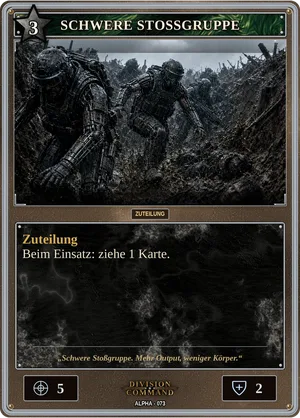 3
SCHWERE STOSSGRUPPE
ZUTEILUNG
Zuteilung
Beim Einsatz: ziehe 1 Karte.
„Schwere Stoßgruppe. Mehr Output, weniger Körper.“
5
DIVISION
COMMAND
ALPHA · 073
2